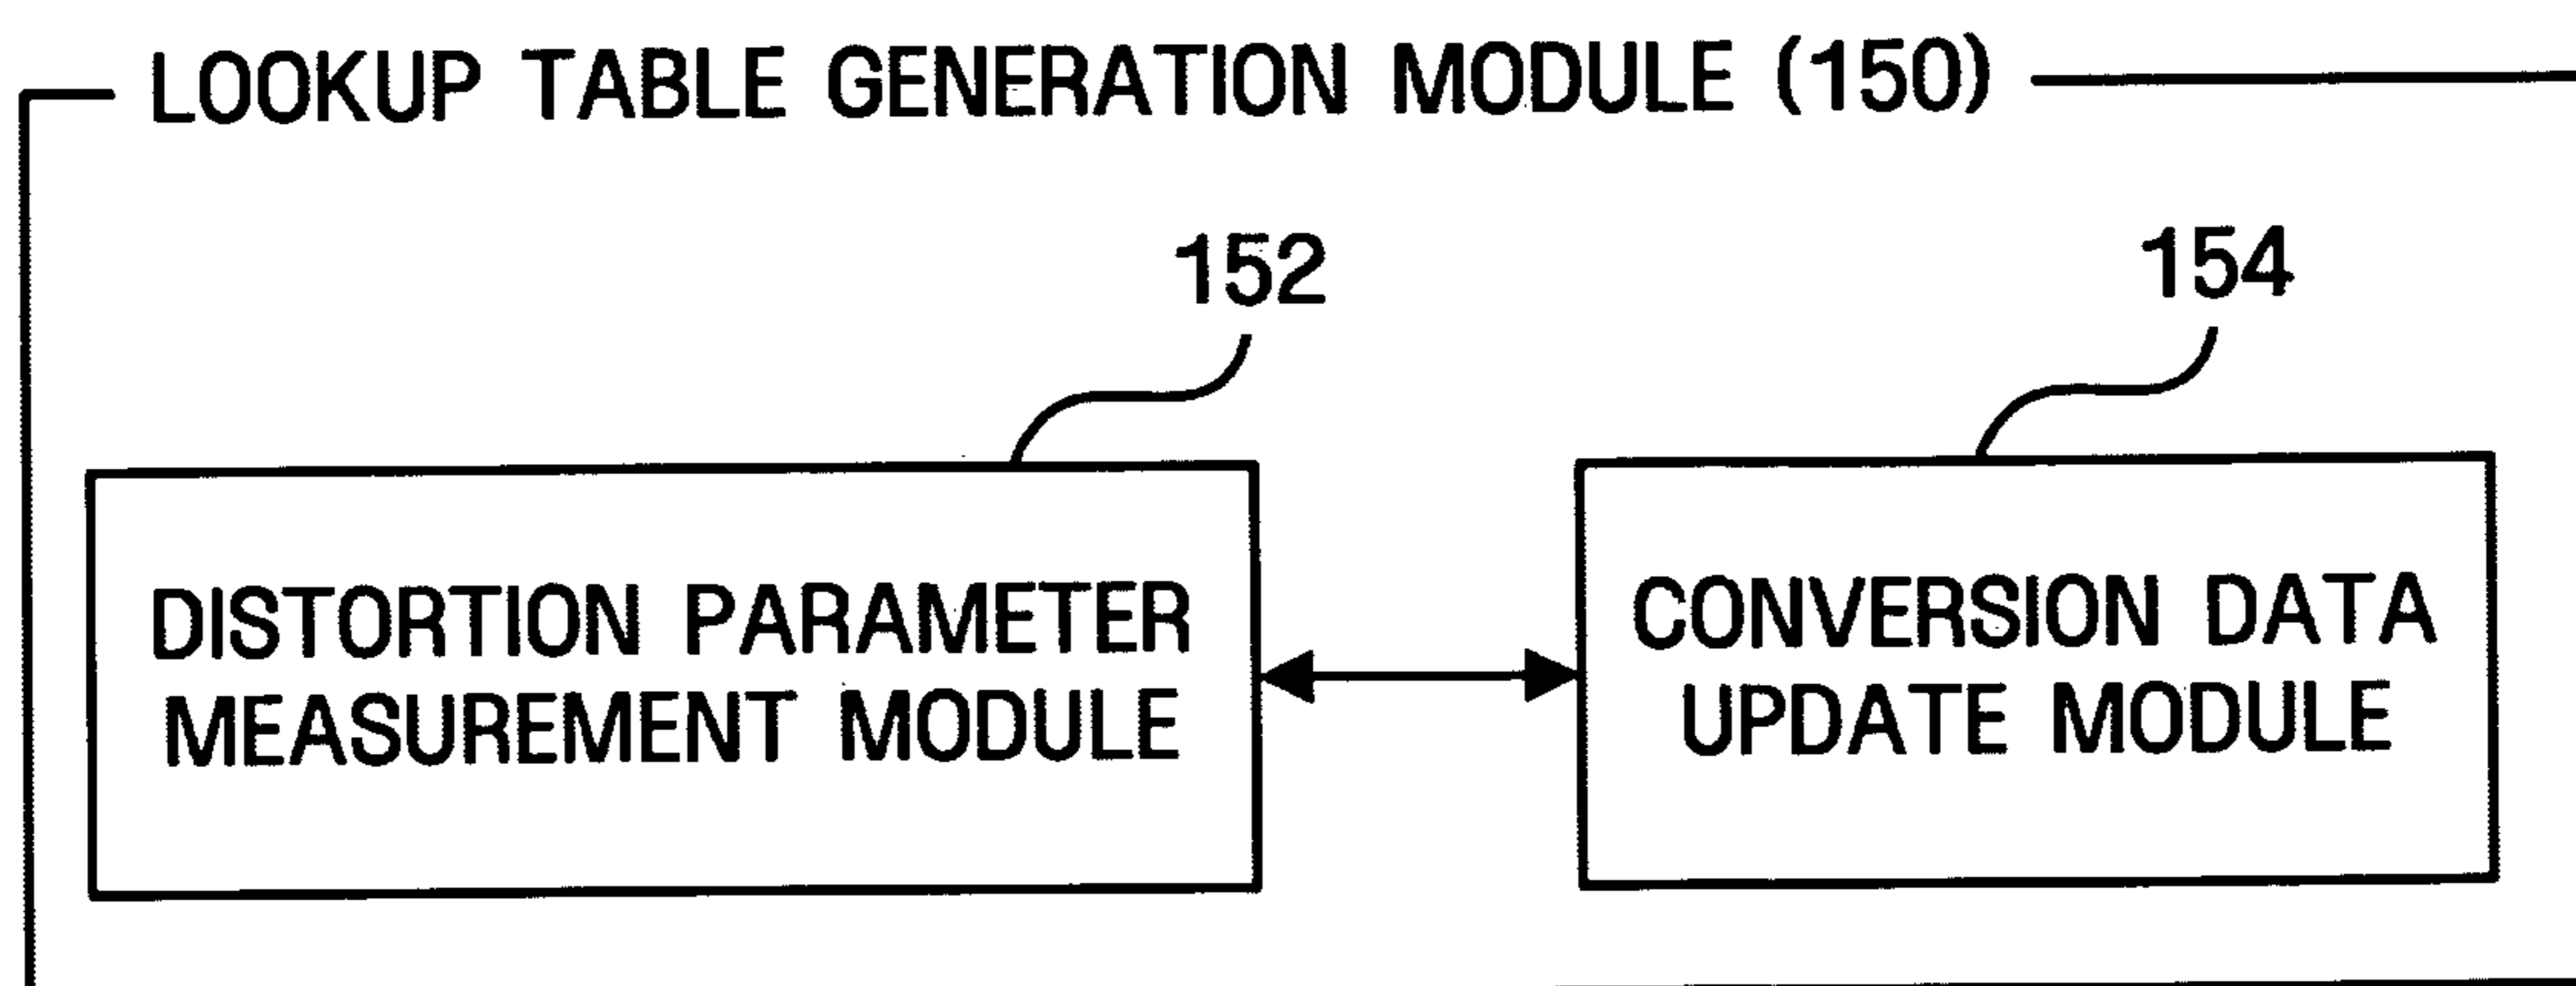 LOOKUP TABLE GENERATION MODULE (150)
152
154
DISTORTION PARAMETER
MEASUREMENT MODULE
CONVERSION DATA
UPDATE MODULE